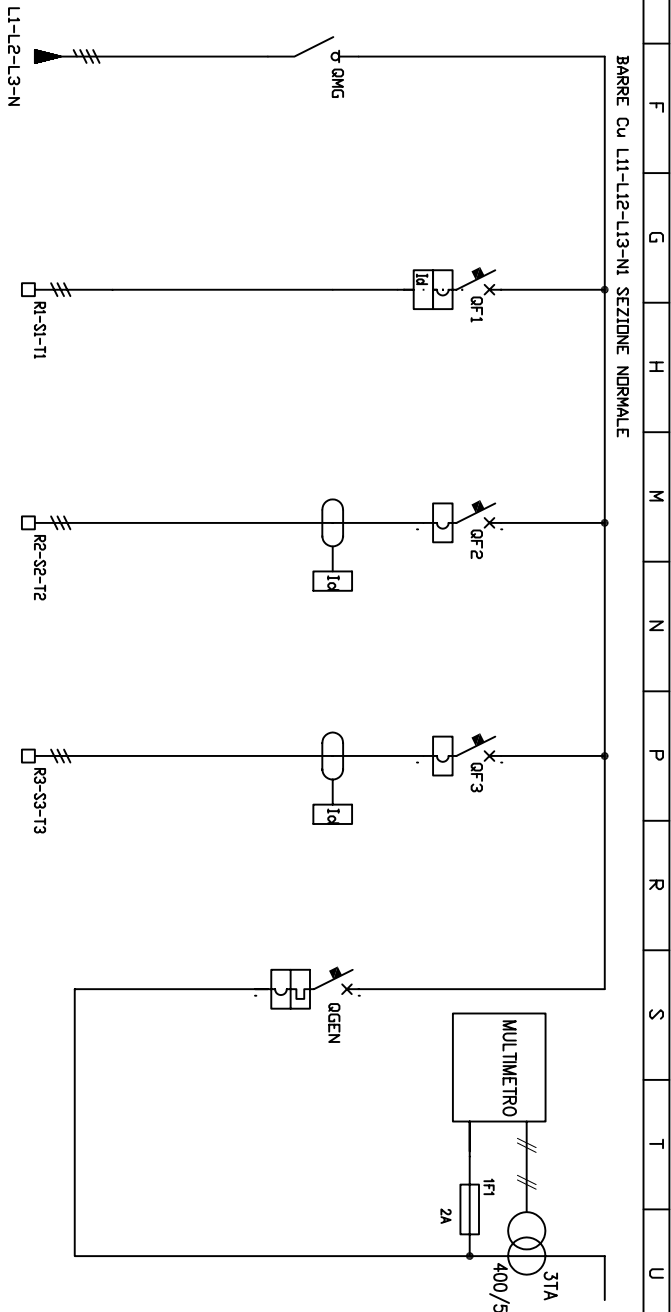 F
G
H
M
N
P
R
S
T
U
BARRE Cu L11-L12-L13-N1 SEZIONE NORMALE
QMG
L1-L2-L3-N
QF1
Id
R1-S1-T1
QF2
Id
R2-S2-T2
QF3
Id
R3-S3-T3
QGEN
MULTIMETRO
1F1
2A
3TA
400/5